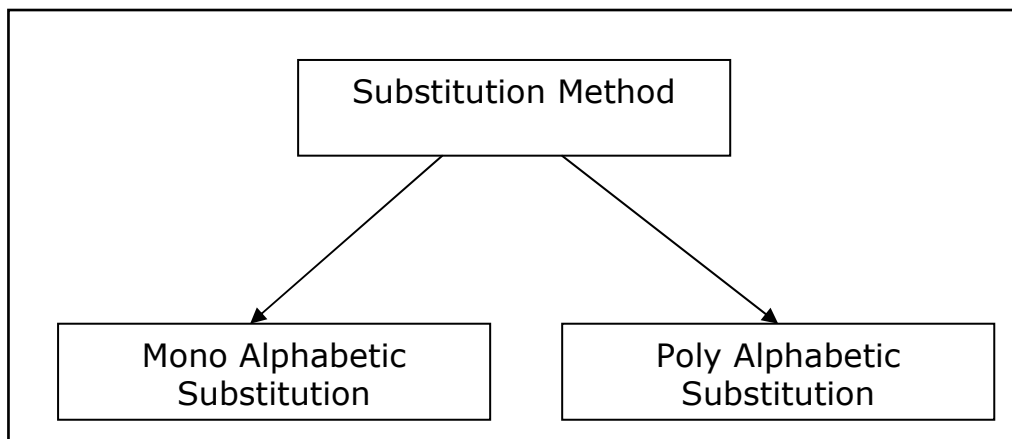 Substitution Method
Mono Alphabetic
Substitution
Poly Alphabetic
Substitution